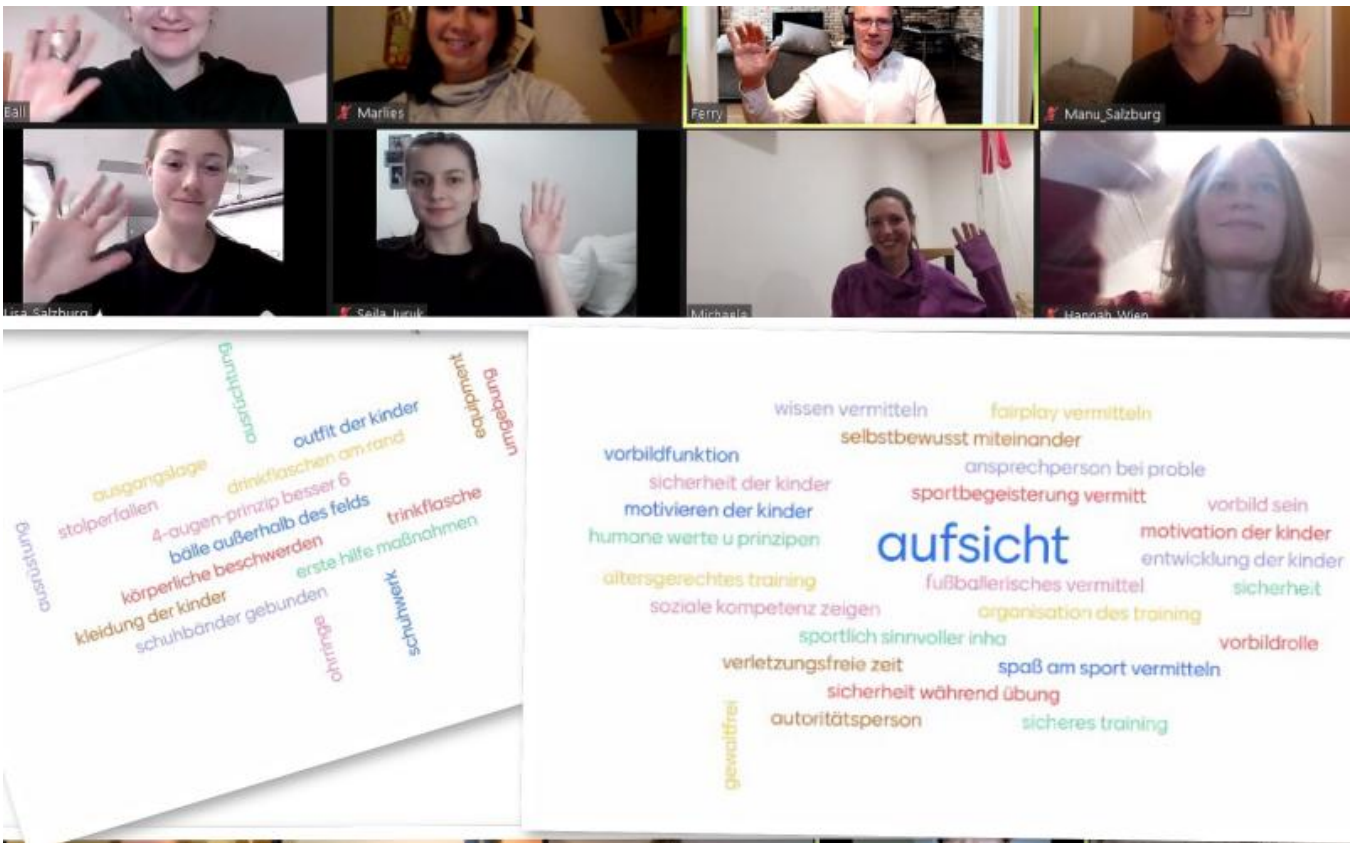 Ball
Marlies
Ferry
Manu_Salzburg
Lisa_Salzburg
Sejla_Juruk
Michaela
Hannah_Wien
ausrüchtung
equipment
umgebung
outfit der kinder
ausgangslage
drinkflaschen am rand
stolperfallen
4-augen-prinzip besser 6
ausrüstung
bälle außerhalb des felds
trinkflasche
körperliche beschwerden
erste hilfe maßnahmen
kleidung der kinder
schuhbänder gebunden
ohrringe
schuhwerk
wissen vermitteln
fairplay vermitteln
selbstbewusst miteinander
vorbildfunktion
ansprechperson bei proble
sicherheit der kinder
sportbegeisterung vermitt
vorbild sein
motivieren der kinder
aufsicht
motivation der kinder
humane werte u prinzipen
entwicklung der kinder
altersgerechtes training
fußballerisches vermittel
sicherheit
soziale kompetenz zeigen
organisation des training
sportlich sinnvoller inha
vorbildrolle
verletzungsfreie zeit
spaß am sport vermitteln
sicherheit während übung
gewaltfrei
autoritätsperson
sicheres training